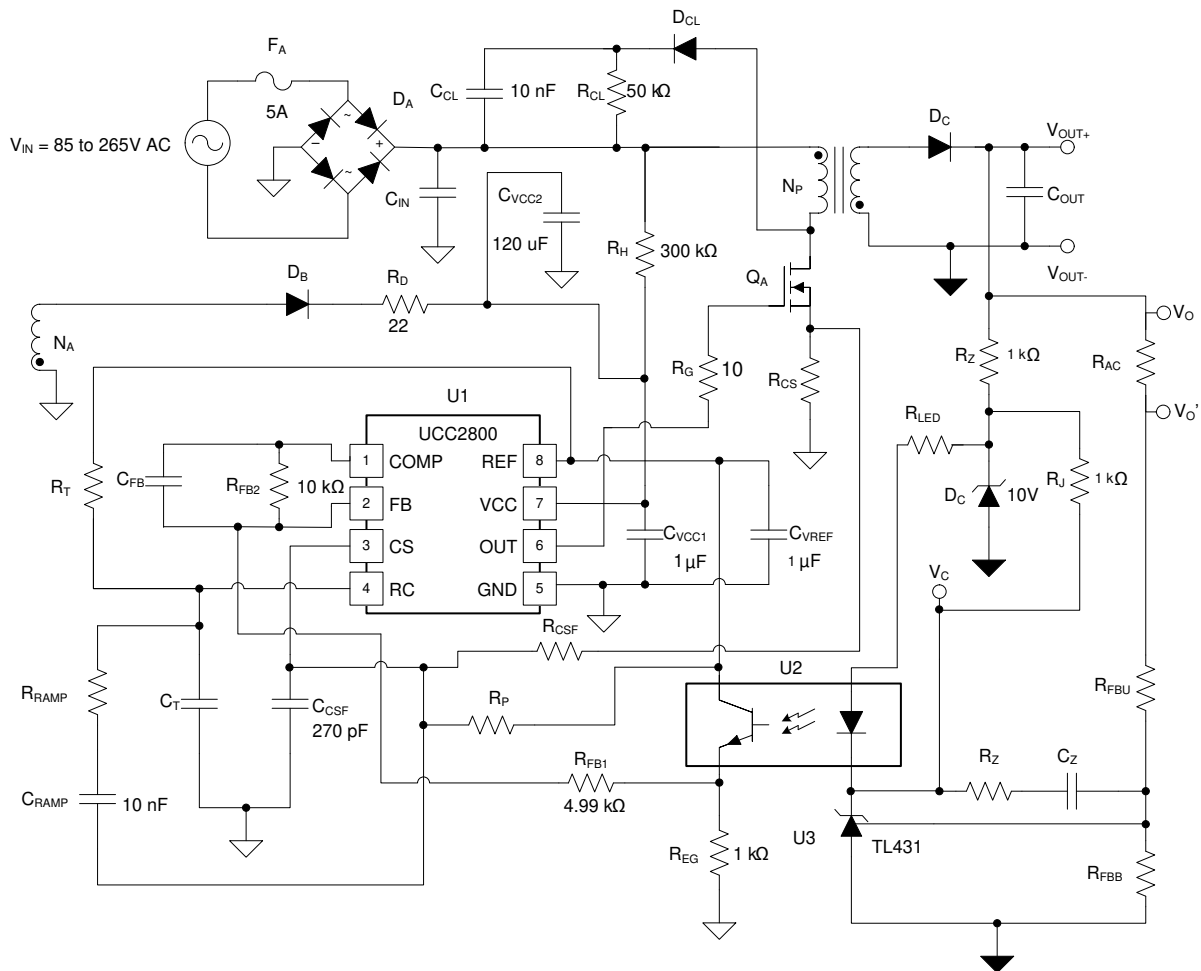 D_CL
F_A
C_CL
10 nF
R_CL
50 kΩ
5A
D_A
D_C
V_OUT+
V_IN = 85 to 265V AC
~
~
–
+
N_P
C_IN
C_VCC2
C_OUT
120 uF
R_H
300 kΩ
V_OUT-
D_B
R_D
22
Q_A
N_A
R_G
10
R_CS
R_Z
1 kΩ
V_O
R_AC
V_O'
U1
UCC2800
R_LED
1
COMP
REF
8
R_T
C_FB
R_FB2
10 kΩ
2
FB
VCC
7
D_C
10V
R_J
1 kΩ
3
CS
OUT
6
C_VCC1
1 µF
C_VREF
1 µF
4
RC
GND
5
V_C
R_CSF
U2
R_RAMP
C_T
C_CSF
270 pF
R_P
R_FBU
C_RAMP
10 nF
R_FB1
4.99 kΩ
R_Z
C_Z
U3
TL431
R_EG
1 kΩ
R_FBB